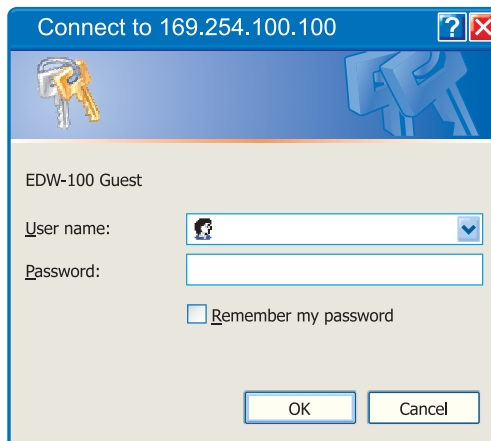 Connect to 169.254.100.100
?
EDW-100 Guest
User name:
Password:
Remember my password
OK
Cancel